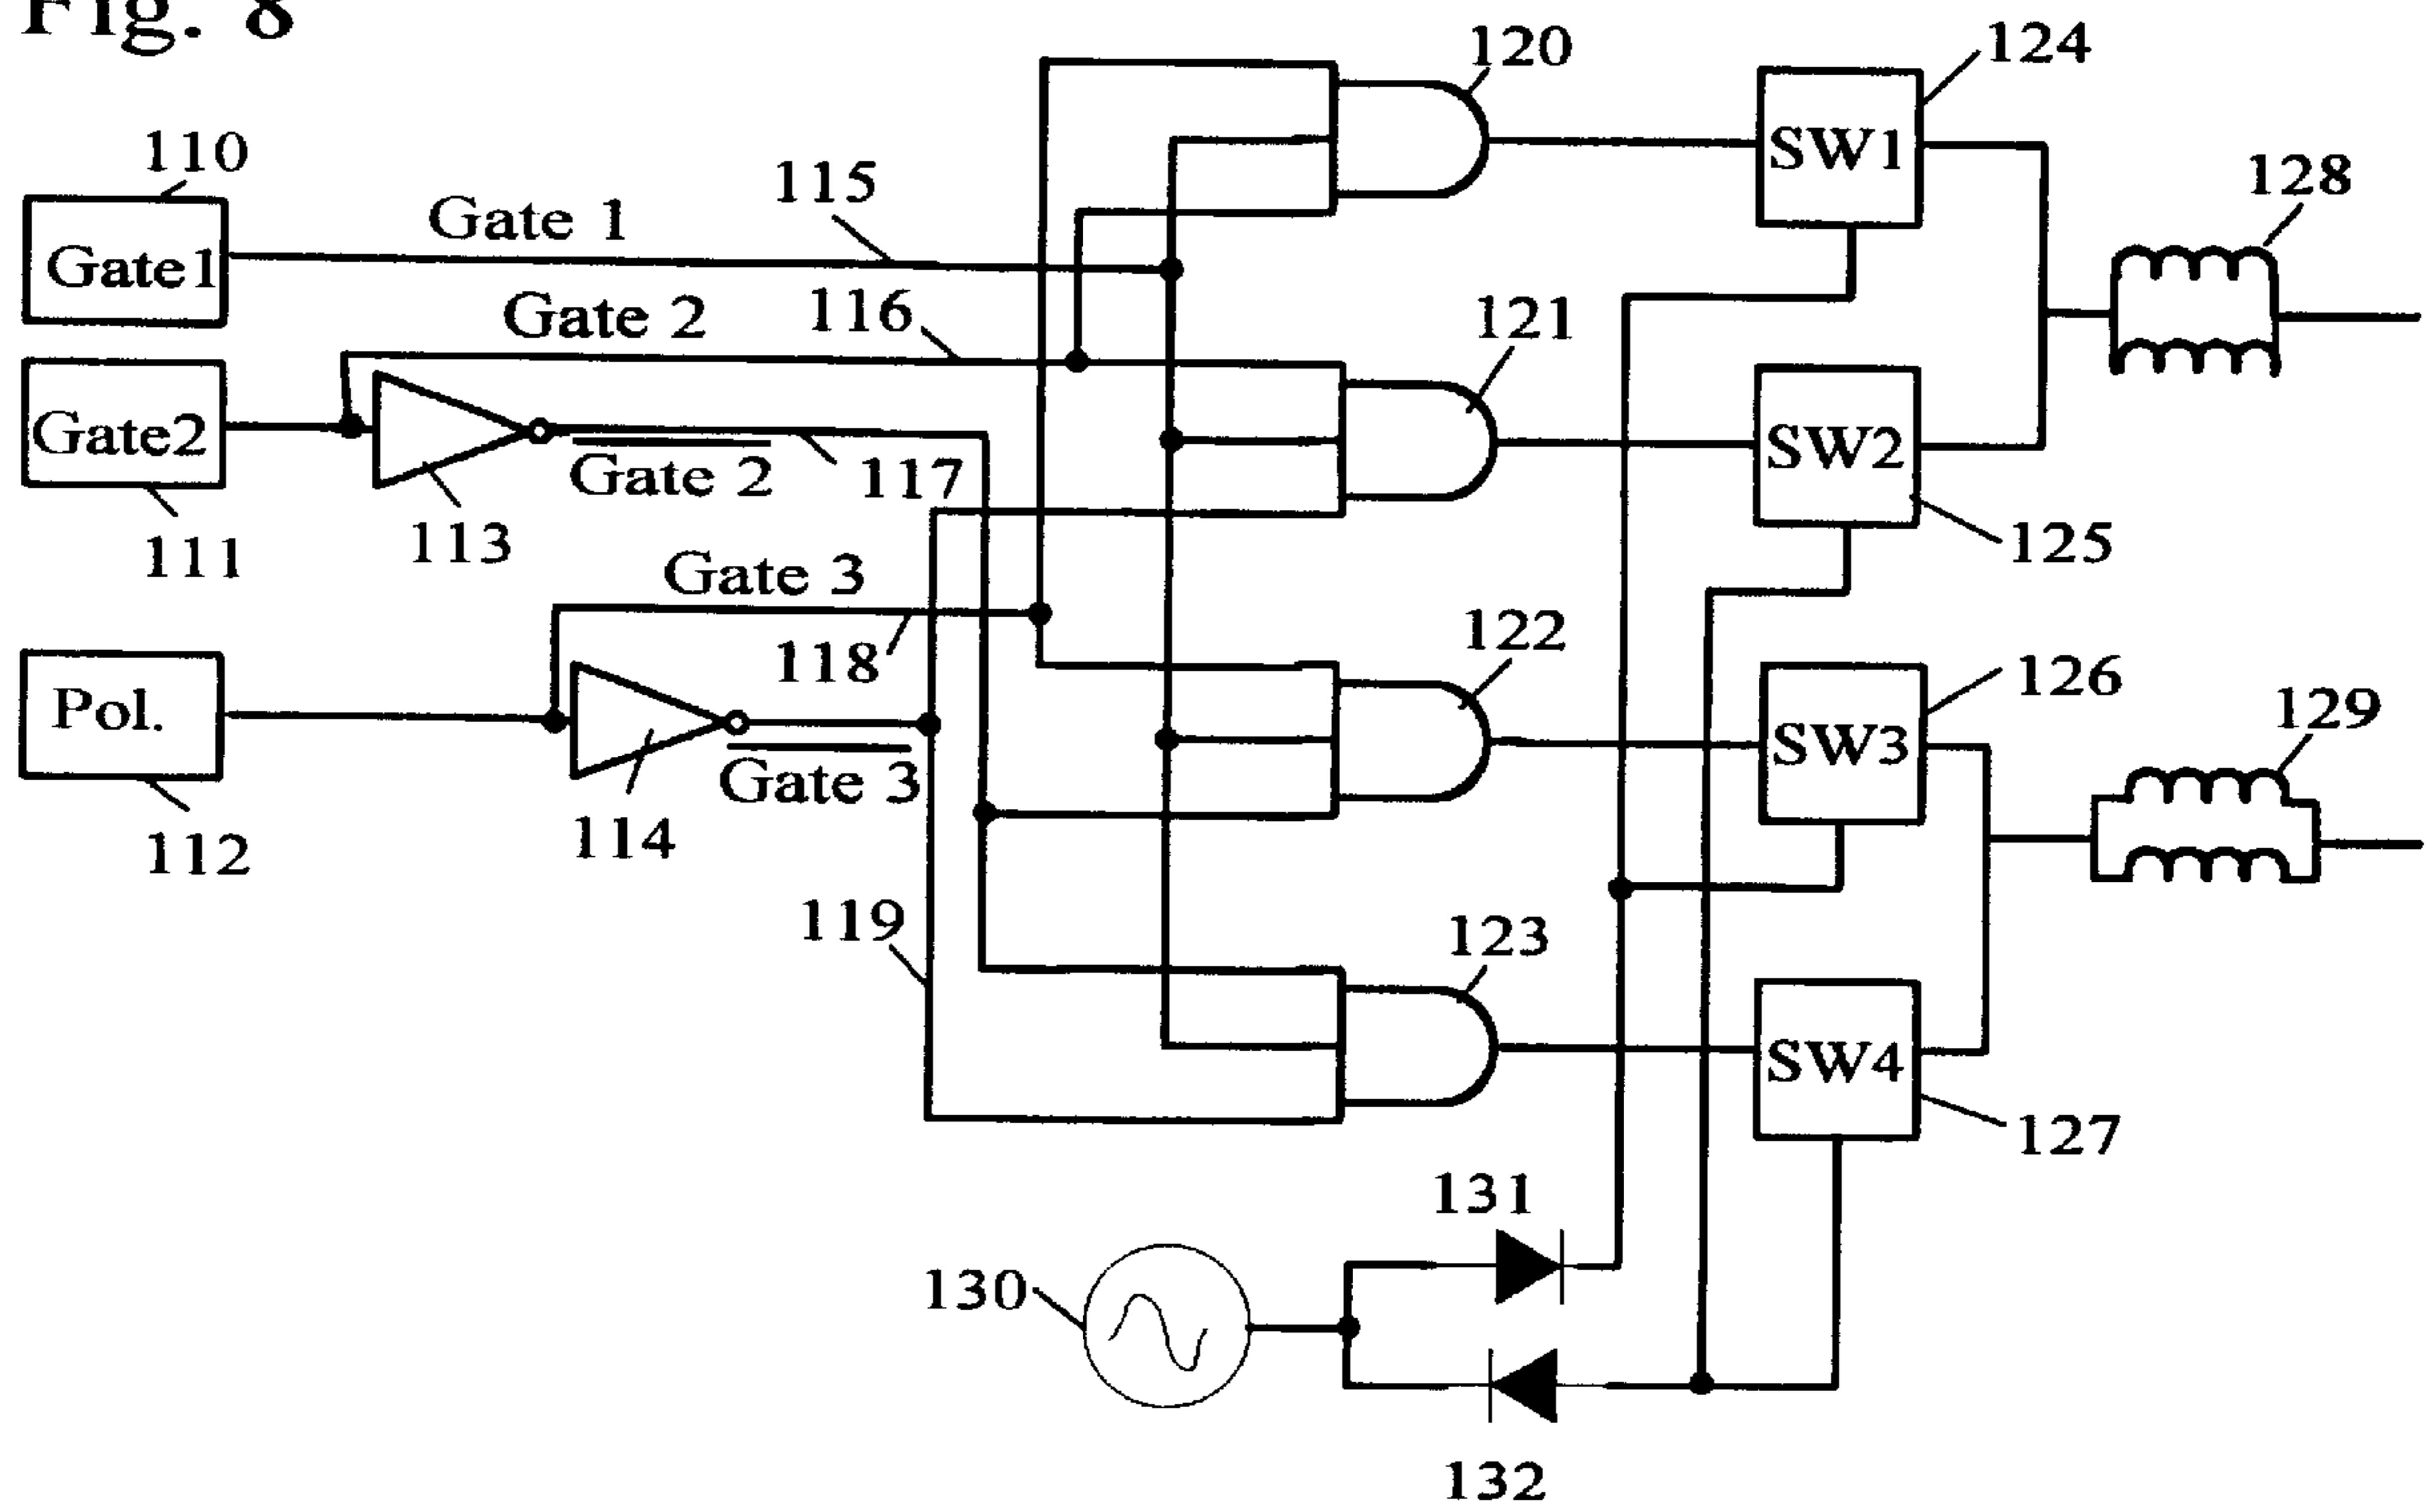 Fig. 8
120
124
110
115
SW1
128
Gate 1
Gate1
116
121
Gate 2
Gate2
SW2
Gate 2
117
111
113
125
Gate 3
122
118
126
Pol.
129
SW3
Gate 3
112
114
119
123
SW4
127
131
130
132